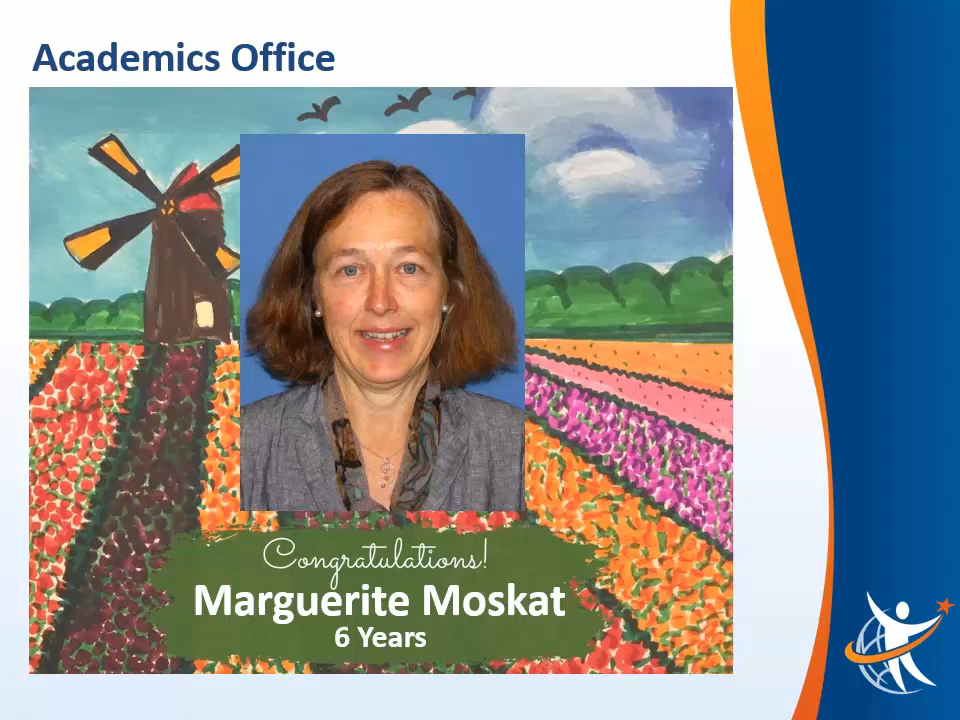 Academics Office
Congratulations!
Marguerite Moskat
6 Years